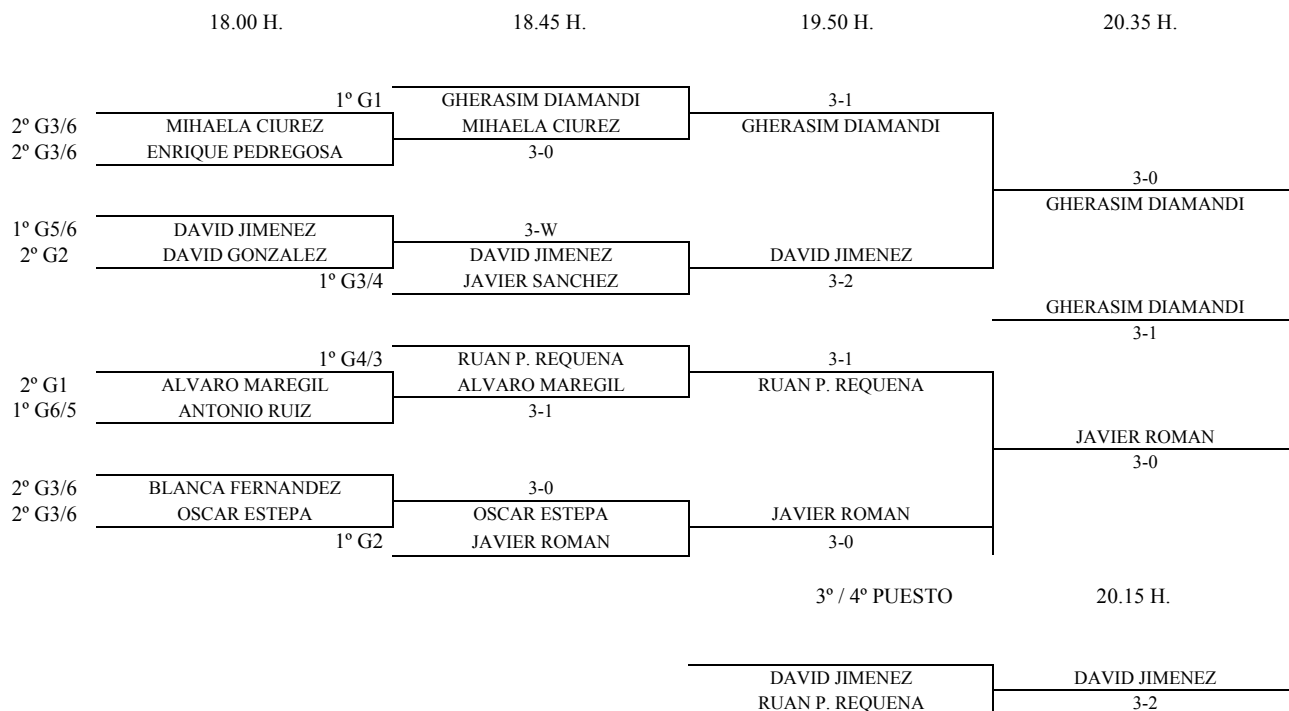 18.00 H. 18.45 H. 19.50 H. 20.35 H.
1º G1 GHERASIM DIAMANDI 3-1
2º G3/6 MIHAELA CIUREZ MIHAELA CIUREZ GHERASIM DIAMANDI
2º G3/6 ENRIQUE PEDREGOSA 3-0
3-0
GHERASIM DIAMANDI
1º G5/6 DAVID JIMENEZ 3-W
2º G2 DAVID GONZALEZ DAVID JIMENEZ DAVID JIMENEZ
1º G3/4 JAVIER SANCHEZ 3-2
GHERASIM DIAMANDI
3-1
1º G4/3 RUAN P. REQUENA 3-1
2º G1 ALVARO MAREGIL ALVARO MAREGIL RUAN P. REQUENA
1º G6/5 ANTONIO RUIZ 3-1
JAVIER ROMAN
3-0
2º G3/6 BLANCA FERNANDEZ 3-0
2º G3/6 OSCAR ESTEPA OSCAR ESTEPA JAVIER ROMAN
1º G2 JAVIER ROMAN 3-0
3º / 4º PUESTO 20.15 H.
DAVID JIMENEZ DAVID JIMENEZ
RUAN P. REQUENA 3-2